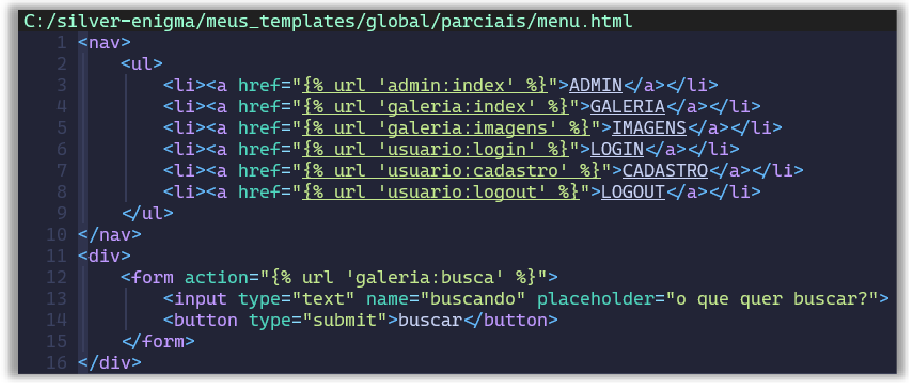 C:/silver-enigma/meus_templates/global/parciais/menu.html
1 <nav>
2     <ul>
3         <li><a href="{% url 'admin:index' %}">ADMIN</a></li>
4         <li><a href="{% url 'galeria:index' %}">GALERIA</a></li>
5         <li><a href="{% url 'galeria:imagens' %}">IMAGENS</a></li>
6         <li><a href="{% url 'usuario:login' %}">LOGIN</a></li>
7         <li><a href="{% url 'usuario:cadastro' %}">CADASTRO</a></li>
8         <li><a href="{% url 'usuario:logout' %}">LOGOUT</a></li>
9     </ul>
10 </nav>
11 <div>
12     <form action="{% url 'galeria:busca' %}">
13         <input type="text" name="buscando" placeholder="o que quer buscar?">
14         <button type="submit">buscar</button>
15     </form>
16 </div>